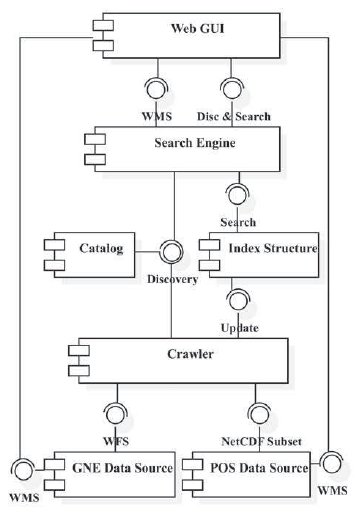 Web GUI
WMS Disc & Search
Search Engine
Search
Catalog Index Structure
Discovery
Update
Crawler
WFS NetCDF Subset
GNE Data Source POS Data Source
WMS WMS